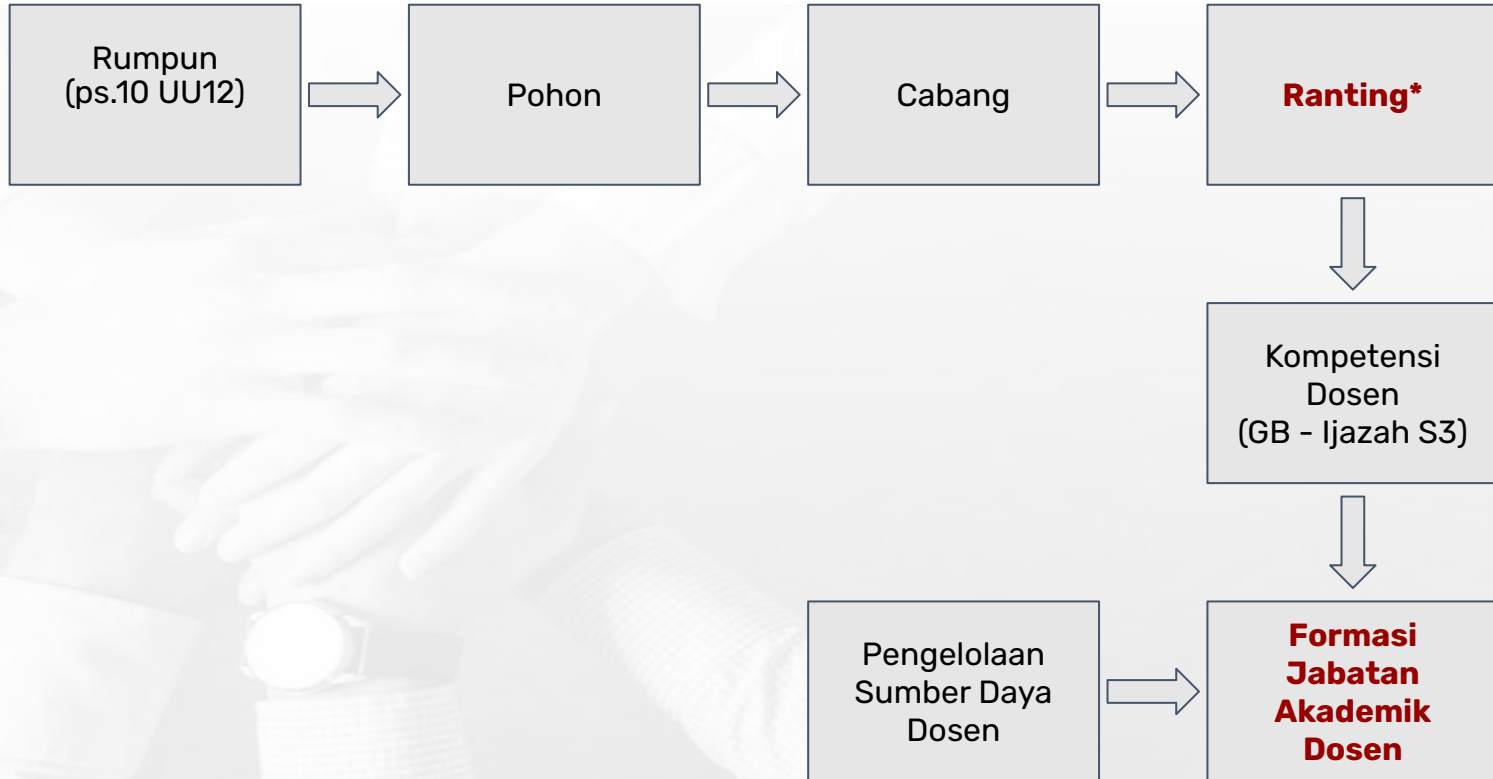 Rumpun
(ps.10 UU12)
Pohon
Cabang
Ranting*
Kompetensi
Dosen
(GB - Ijazah S3)
Pengelolaan
Sumber Daya
Dosen
Formasi
Jabatan
Akademik
Dosen